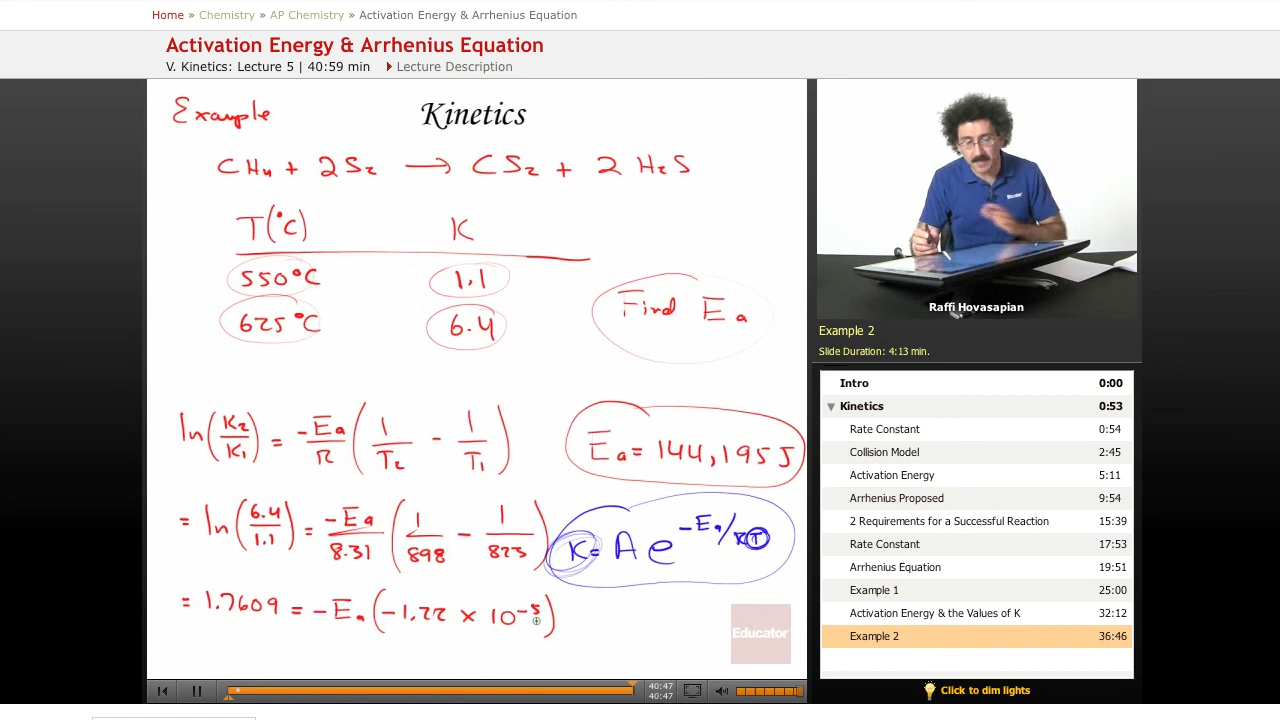 Home » Chemistry » AP Chemistry » Activation Energy & Arrhenius Equation
Activation Energy & Arrhenius Equation
V. Kinetics: Lecture 5 | 40:59 min Lecture Description
Example
Kinetics
CH₄ + 2S₂ → CS₂ + 2 H₂S
T(°C) K
550°C 1.1
625°C 6.4
Find Ea
ln(K₂/K₁) = -Ea/R (1/T₂ - 1/T₁)
Ea = 144,195 J
= ln(6.4/1.1) = -Ea/8.31 (1/898 - 1/823)
K = A e^-Ea/RT
= 1.7609 = -Ea (-1.22 x 10⁻⁵)
Educator
40:47
40:47
Educator
Raffi Hovasapian
Example 2
Slide Duration: 4:13 min.
Intro 0:00
Kinetics 0:53
Rate Constant 0:54
Collision Model 2:45
Activation Energy 5:11
Arrhenius Proposed 9:54
2 Requirements for a Successful Reaction 15:39
Rate Constant 17:53
Arrhenius Equation 19:51
Example 1 25:00
Activation Energy & the Values of K 32:12
Example 2 36:46
Click to dim lights